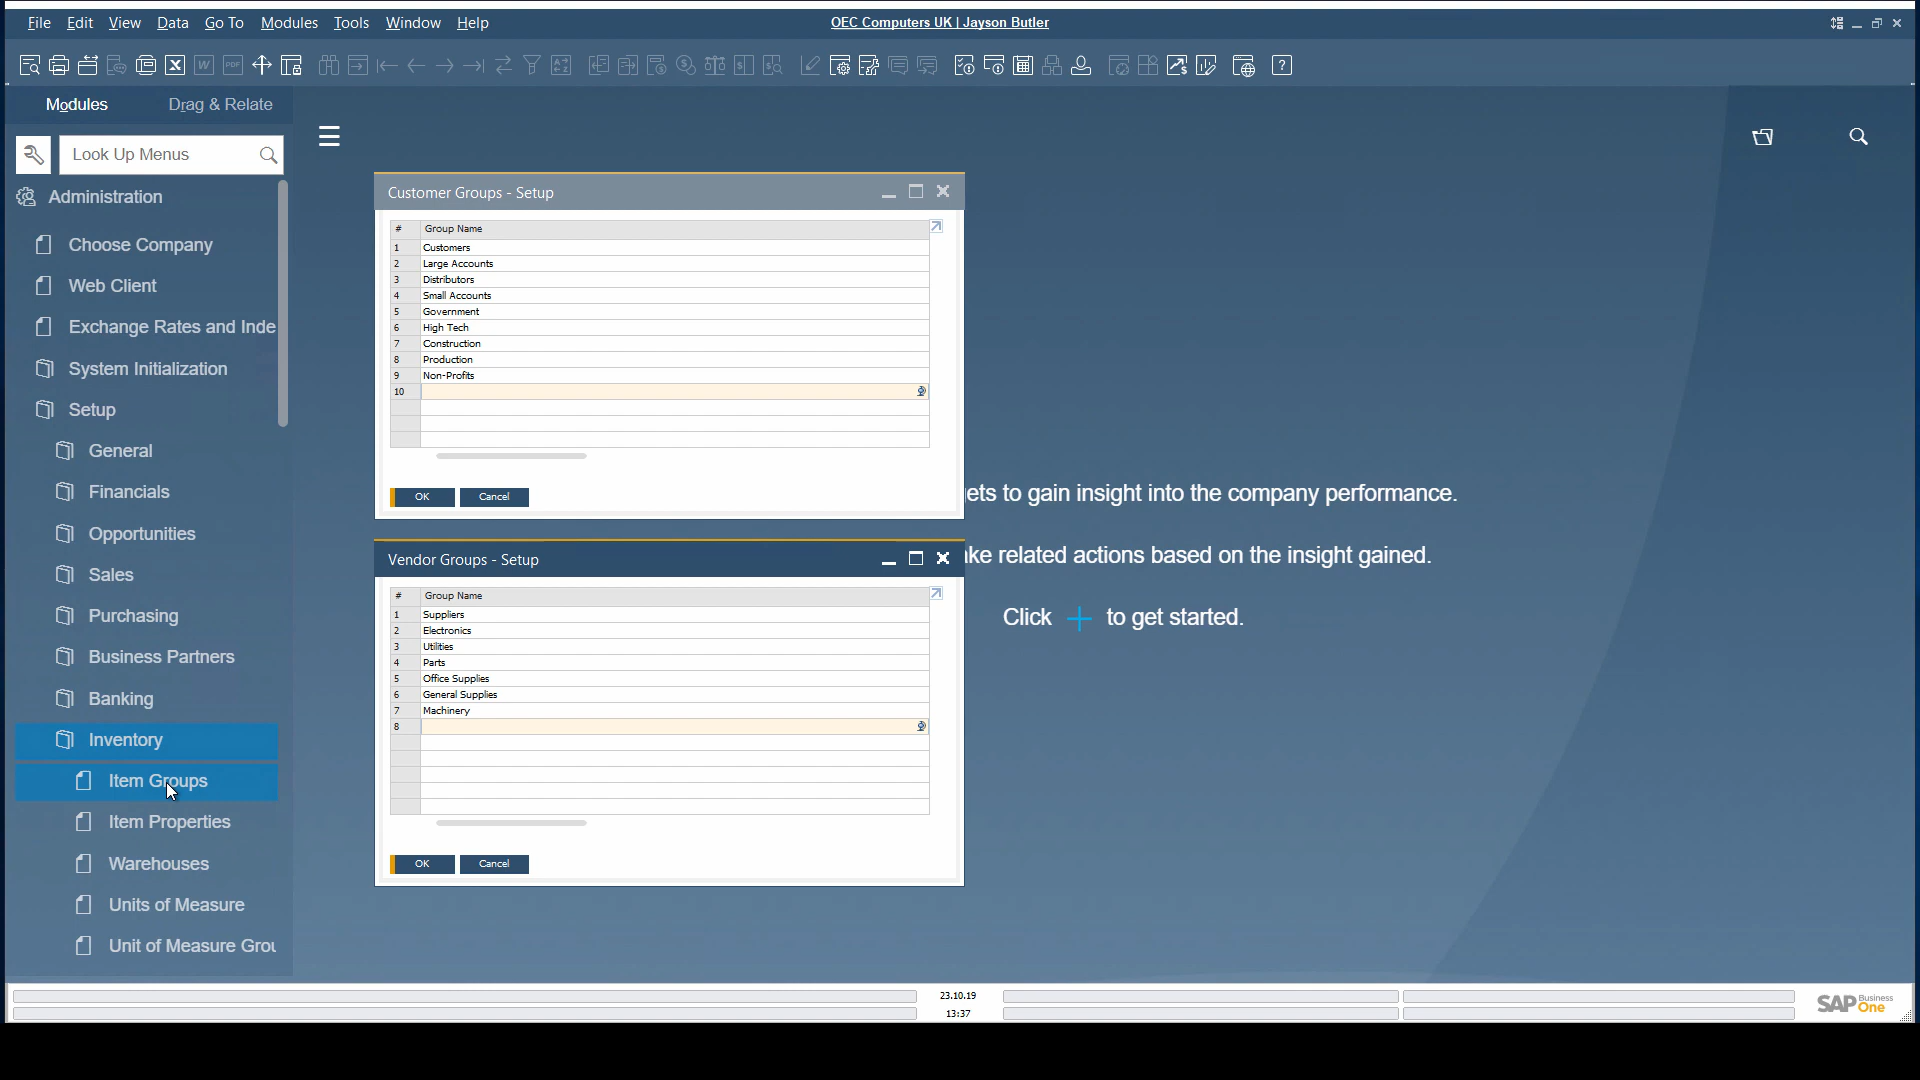 File Edit View Data Go To Modules Tools Window Help
OEC Computers UK | Jayson Butler
Modules Drag & Relate
Look Up Menus
Administration
Choose Company
Web Client
Exchange Rates and Inde
System Initialization
Setup
General
Financials
Opportunities
Sales
Purchasing
Business Partners
Banking
Inventory
Item Groups
Item Properties
Warehouses
Units of Measure
Unit of Measure Grou
Customer Groups - Setup
# Group Name
1 Customers
2 Large Accounts
3 Distributors
4 Small Accounts
5 Government
6 High Tech
7 Construction
8 Production
9 Non-Profits
10
OK Cancel
Vendor Groups - Setup
# Group Name
1 Suppliers
2 Electronics
3 Utilities
4 Parts
5 Office Supplies
6 General Supplies
7 Machinery
8
OK Cancel
ets to gain insight into the company performance.
ke related actions based on the insight gained.
Click + to get started.
23.10.19
13:37
SAP Business One